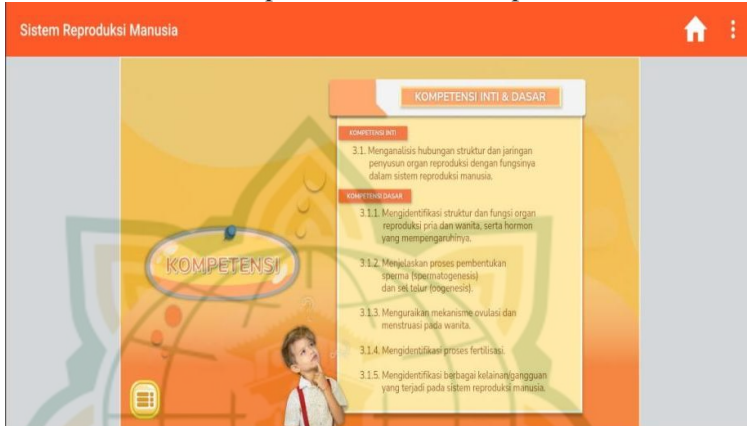 Sistem Reproduksi Manusia
KOMPETENSI INTI & DASAR
KOMPETENSI INTI
3.1. Menganalisis hubungan struktur dan jaringan
penyusun organ reproduksi dengan fungsinya
dalam sistem reproduksi manusia.
KOMPETENSI DASAR
3.1.1. Mengidentifikasi struktur dan fungsi organ
reproduksi pria dan wanita, serta hormon
yang mempengaruhinya.
KOMPETENSI
3.1.2. Menjelaskan proses pembentukan
sperma (spermatogenesis)
dan sel telur (oogenesis).
3.1.3. Menguraikan mekanisme ovulasi dan
menstruasi pada wanita.
3.1.4. Mengidentifikasi proses fertilisasi.
3.1.5. Mengidentifikasi berbagai kelainan/gangguan
yang terjadi pada sistem reproduksi manusia.